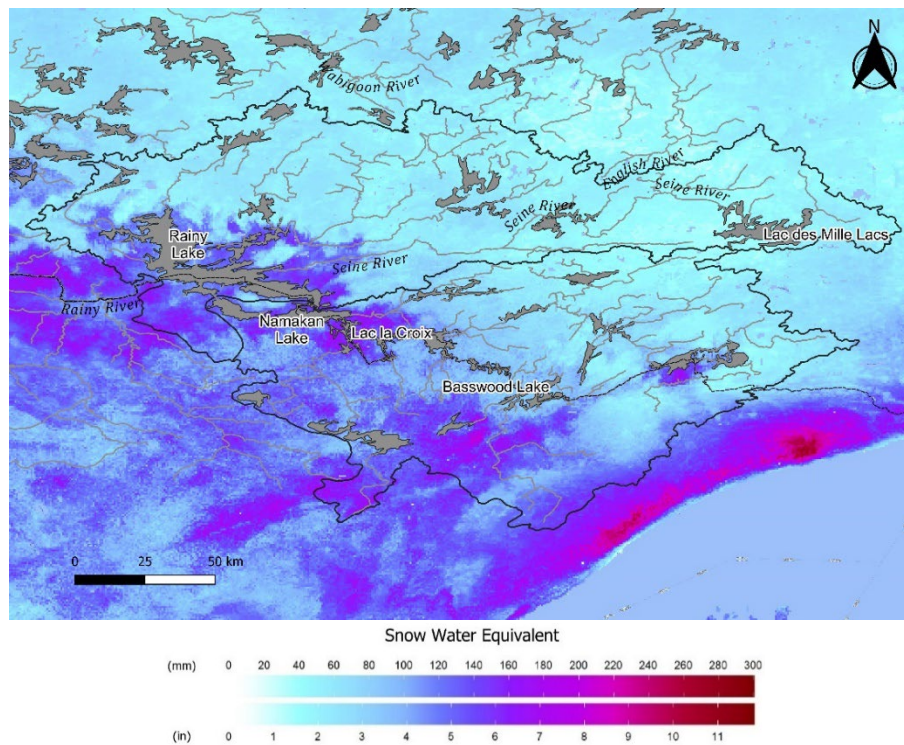 N
Wabigoon River
English River
Seine River
Seine River
Lac des Mille Lacs
Rainy
Lake
Seine River
Rainy River
Namakan
Lake
Lac la Croix
Basswood Lake
0 25 50 km
Snow Water Equivalent
(mm) 0 20 40 60 80 100 120 140 160 180 200 220 240 260 280 300
(in) 0 1 2 3 4 5 6 7 8 9 10 11